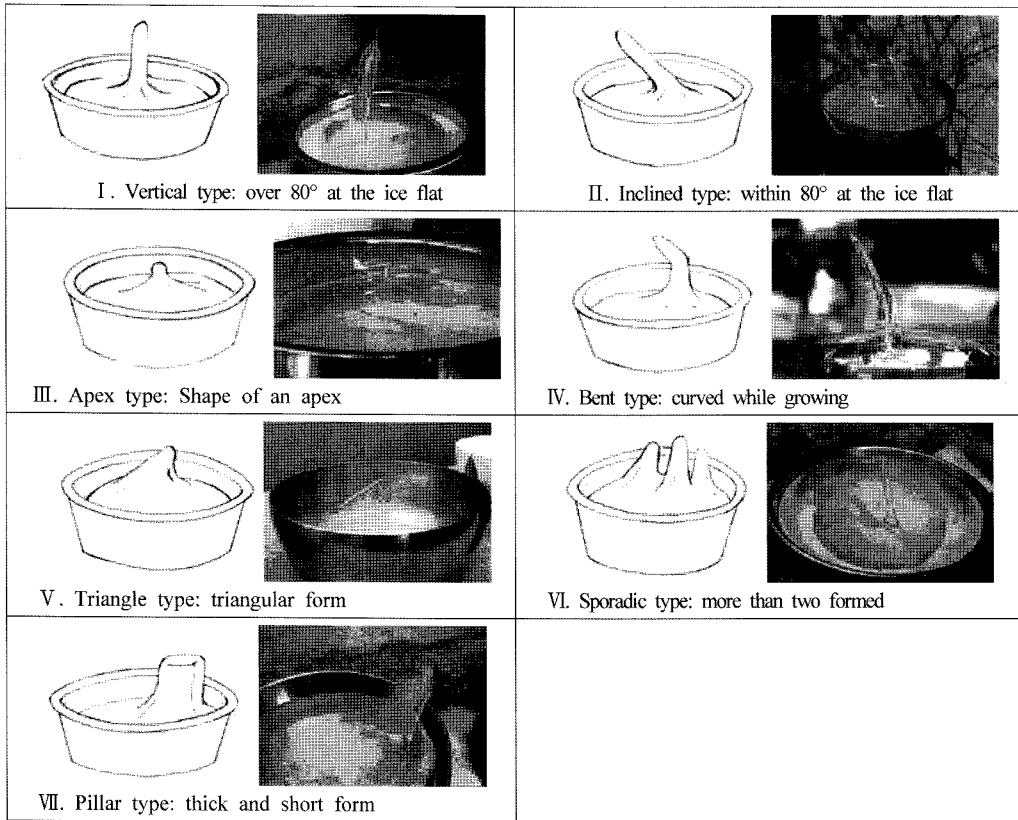 Ⅰ. Vertical type: over 80° at the ice flat
Ⅱ. Inclined type: within 80° at the ice flat
Ⅲ. Apex type: Shape of an apex
Ⅳ. Bent type: curved while growing
Ⅴ. Triangle type: triangular form
Ⅵ. Sporadic type: more than two formed
Ⅶ. Pillar type: thick and short form